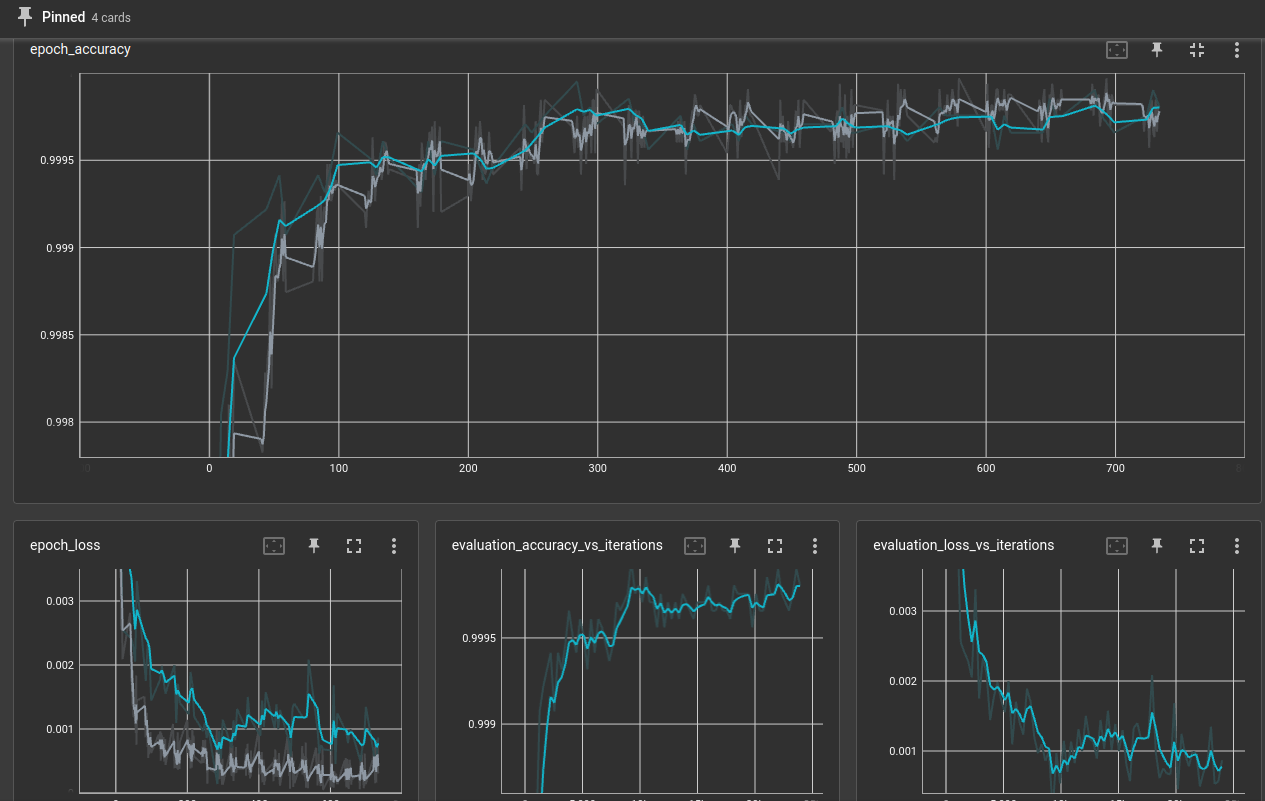 Pinned 4 cards
epoch_accuracy
0.9995
0.999
0.9985
0.998
0 100 200 300 400 500 600 700
epoch_loss
0.003
0.002
0.001
evaluation_accuracy_vs_iterations
0.9995
0.999
evaluation_loss_vs_iterations
0.003
0.002
0.001